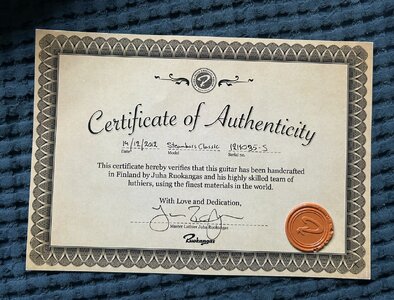 Certificate of Authenticity
14/12/2012 Steambuss Classic 1214095-S
Date Model Serial no.
This certificate hereby verifies that this guitar has been handcrafted
in Finland by Juha Ruokangas and his highly skilled team of
luthiers, using the finest materials in the world.
With Love and Dedication,
Master Luthier Juha Ruokangas
Ruokangas